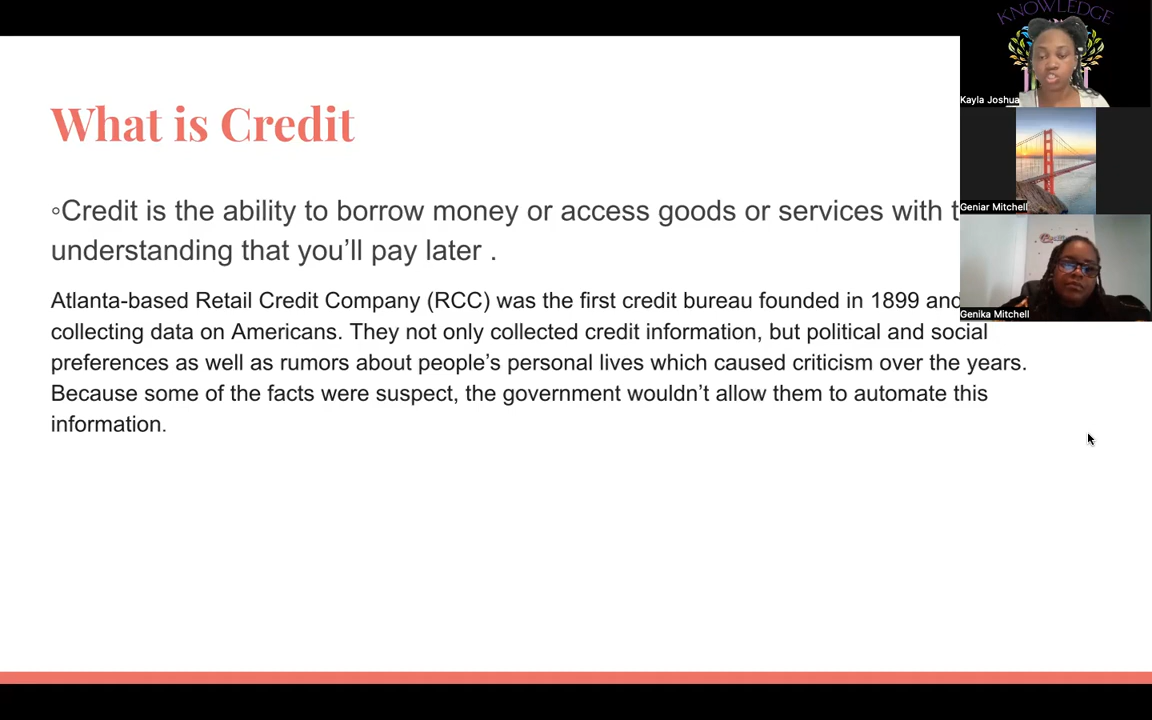 What is Credit
◦Credit is the ability to borrow money or access goods or services with t
understanding that you’ll pay later .
Atlanta-based Retail Credit Company (RCC) was the first credit bureau founded in 1899 and
collecting data on Americans. They not only collected credit information, but political and social
preferences as well as rumors about people’s personal lives which caused criticism over the years.
Because some of the facts were suspect, the government wouldn’t allow them to automate this
information.
KNOWLEDGE
Kayla Joshua
Geniar Mitchell
Genika Mitchell